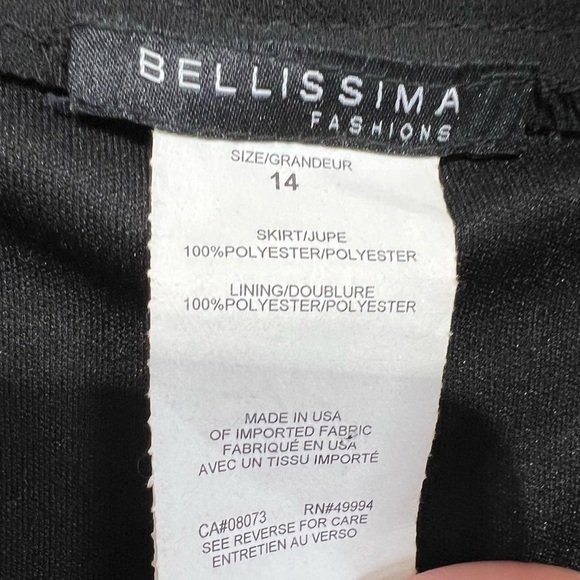 BELLISSIMA
FASHIONS
SIZE/GRANDEUR
14
SKIRT/JUPE
100%POLYESTER/POLYESTER
LINING/DOUBLURE
100%POLYESTER/POLYESTER
MADE IN USA
OF IMPORTED FABRIC
FABRIQUÉ EN USA
AVEC UN TISSU IMPORTÉ
CA#08073 RN#49994
SEE REVERSE FOR CARE
ENTRETIEN AU VERSO